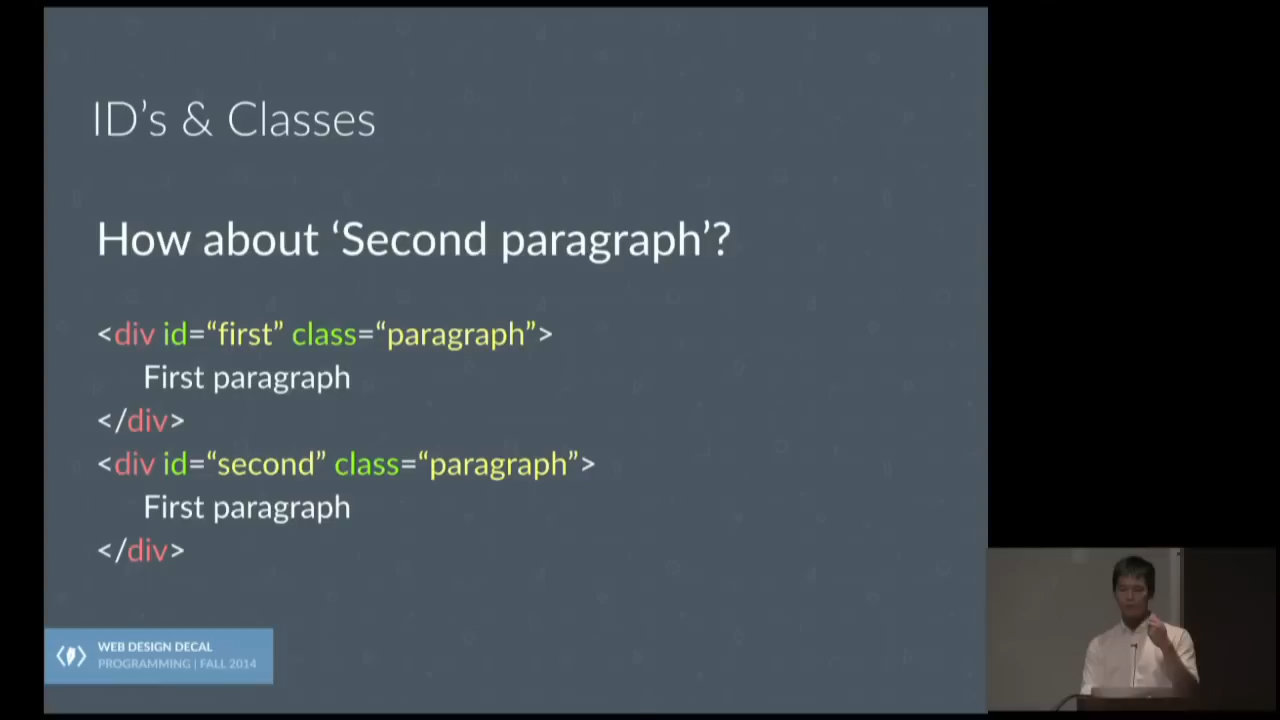 ID’s & Classes
How about ‘Second paragraph’?
<div id=“first” class=“paragraph”>
First paragraph
</div>
<div id=“second” class=“paragraph”>
First paragraph
</div>
WEB DESIGN DECAL
PROGRAMMING | FALL 2014